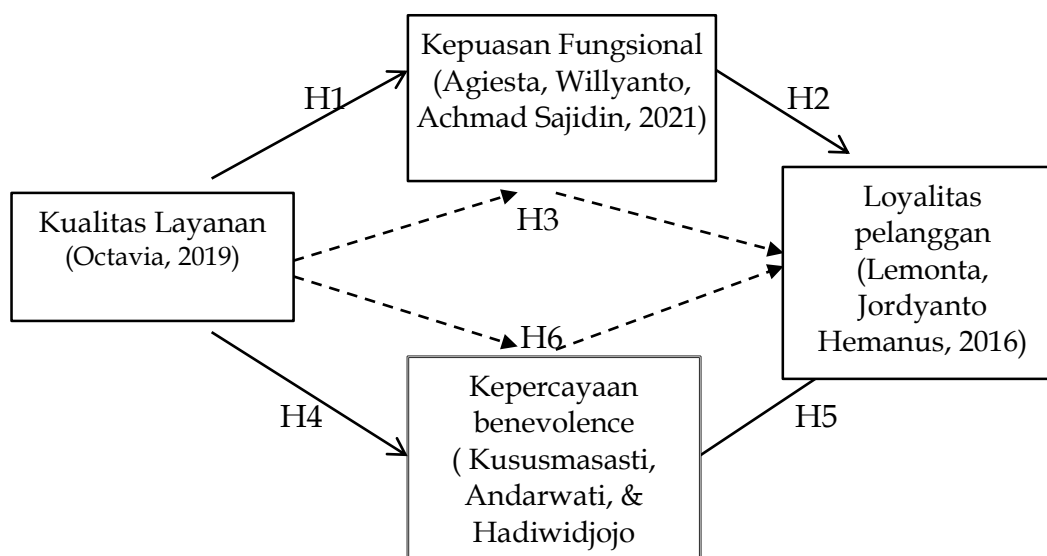 Kepuasan Fungsional
(Agiesta, Willyanto,
Achmad Sajidin, 2021)
H1
H2
Kualitas Layanan
(Octavia, 2019)
H3
Loyalitas
pelanggan
(Lemonta,
Jordyanto
Hemanus, 2016)
H6
H4
Kepercayaan
benevolence
( Kususmasasti,
Andarwati, &
Hadiwidjojo
H5